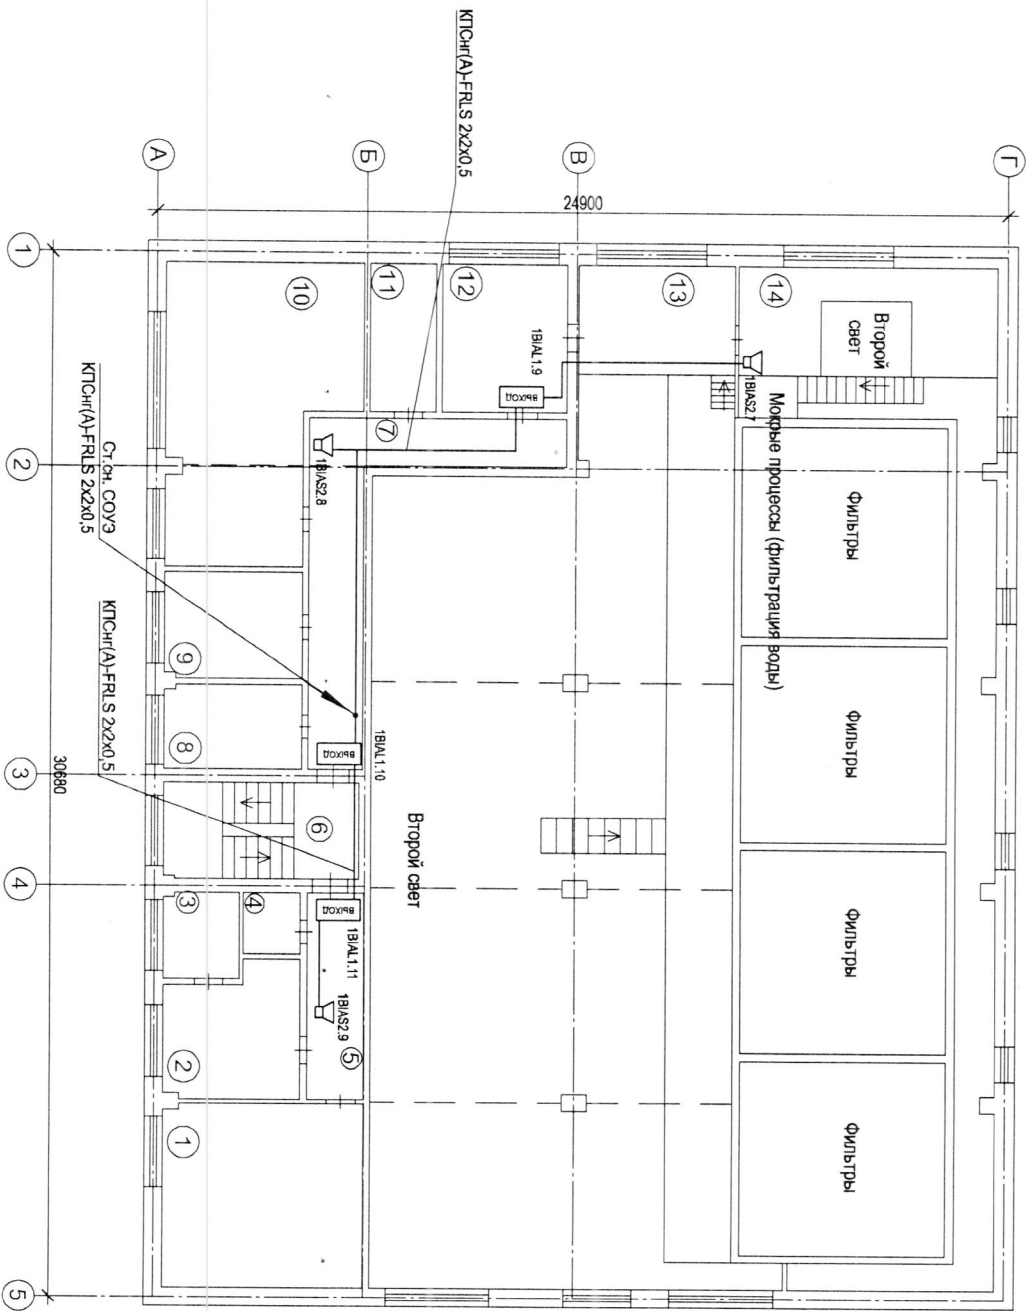 КПСнг(А)-FRLS 2x2x0,5
А
Б
В
Г
24900
1
2
3
4
5
30680
10
11
12
13
14
Второй
свет
1BIAL1.9
ВЫХОД
1BIAS2.7
7
1BIAS2.8
Мокрые процессы (фильтрация воды)
Фильтры
Фильтры
Фильтры
Фильтры
Ст.сн. СОУЭ
КПСнг(А)-FRLS 2x2x0,5
КПСнг(А)-FRLS 2x2x0,5
9
8
ВЫХОД
1BIAL1.10
6
Второй свет
3
4
ВЫХОД
1BIAL1.11
1BIAS2.9
5
2
1